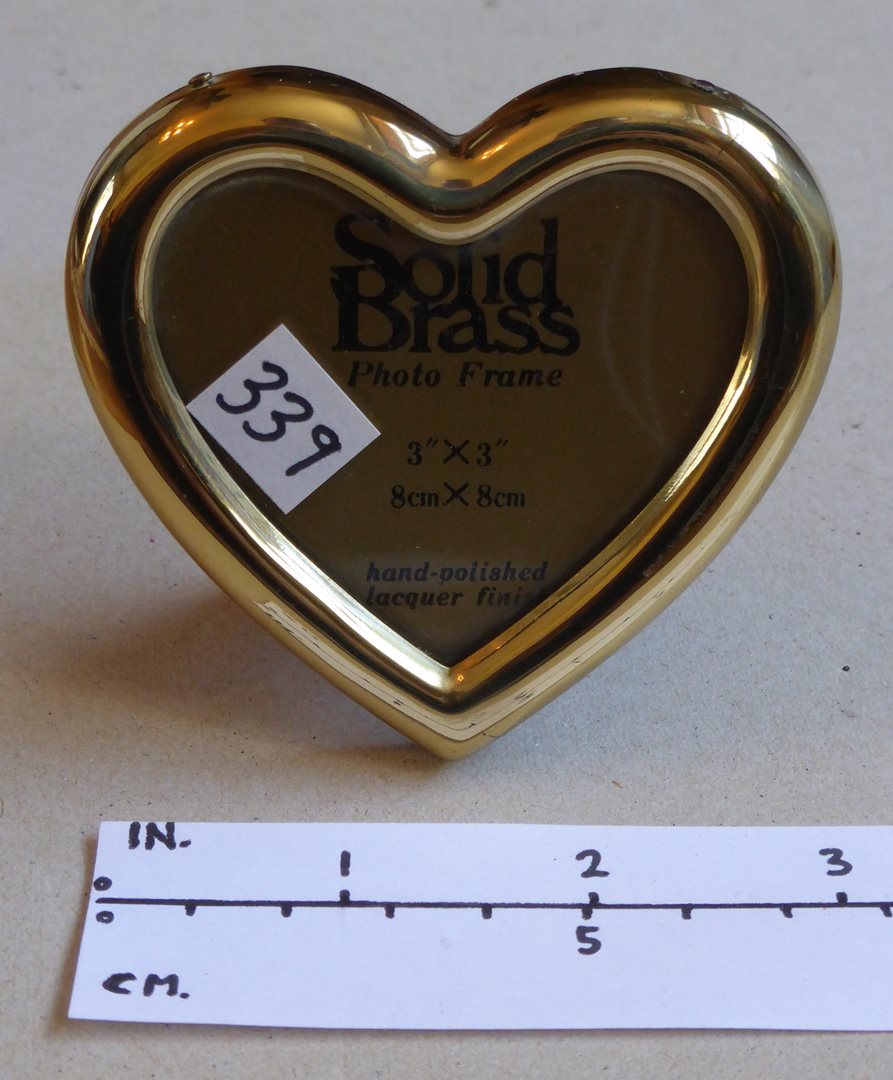 Solid
Brass
Photo Frame
339
3" X 3"
8cm X 8cm
hand-polished
lacquer finish
IN.
1 2 3
0
0
5
CM.